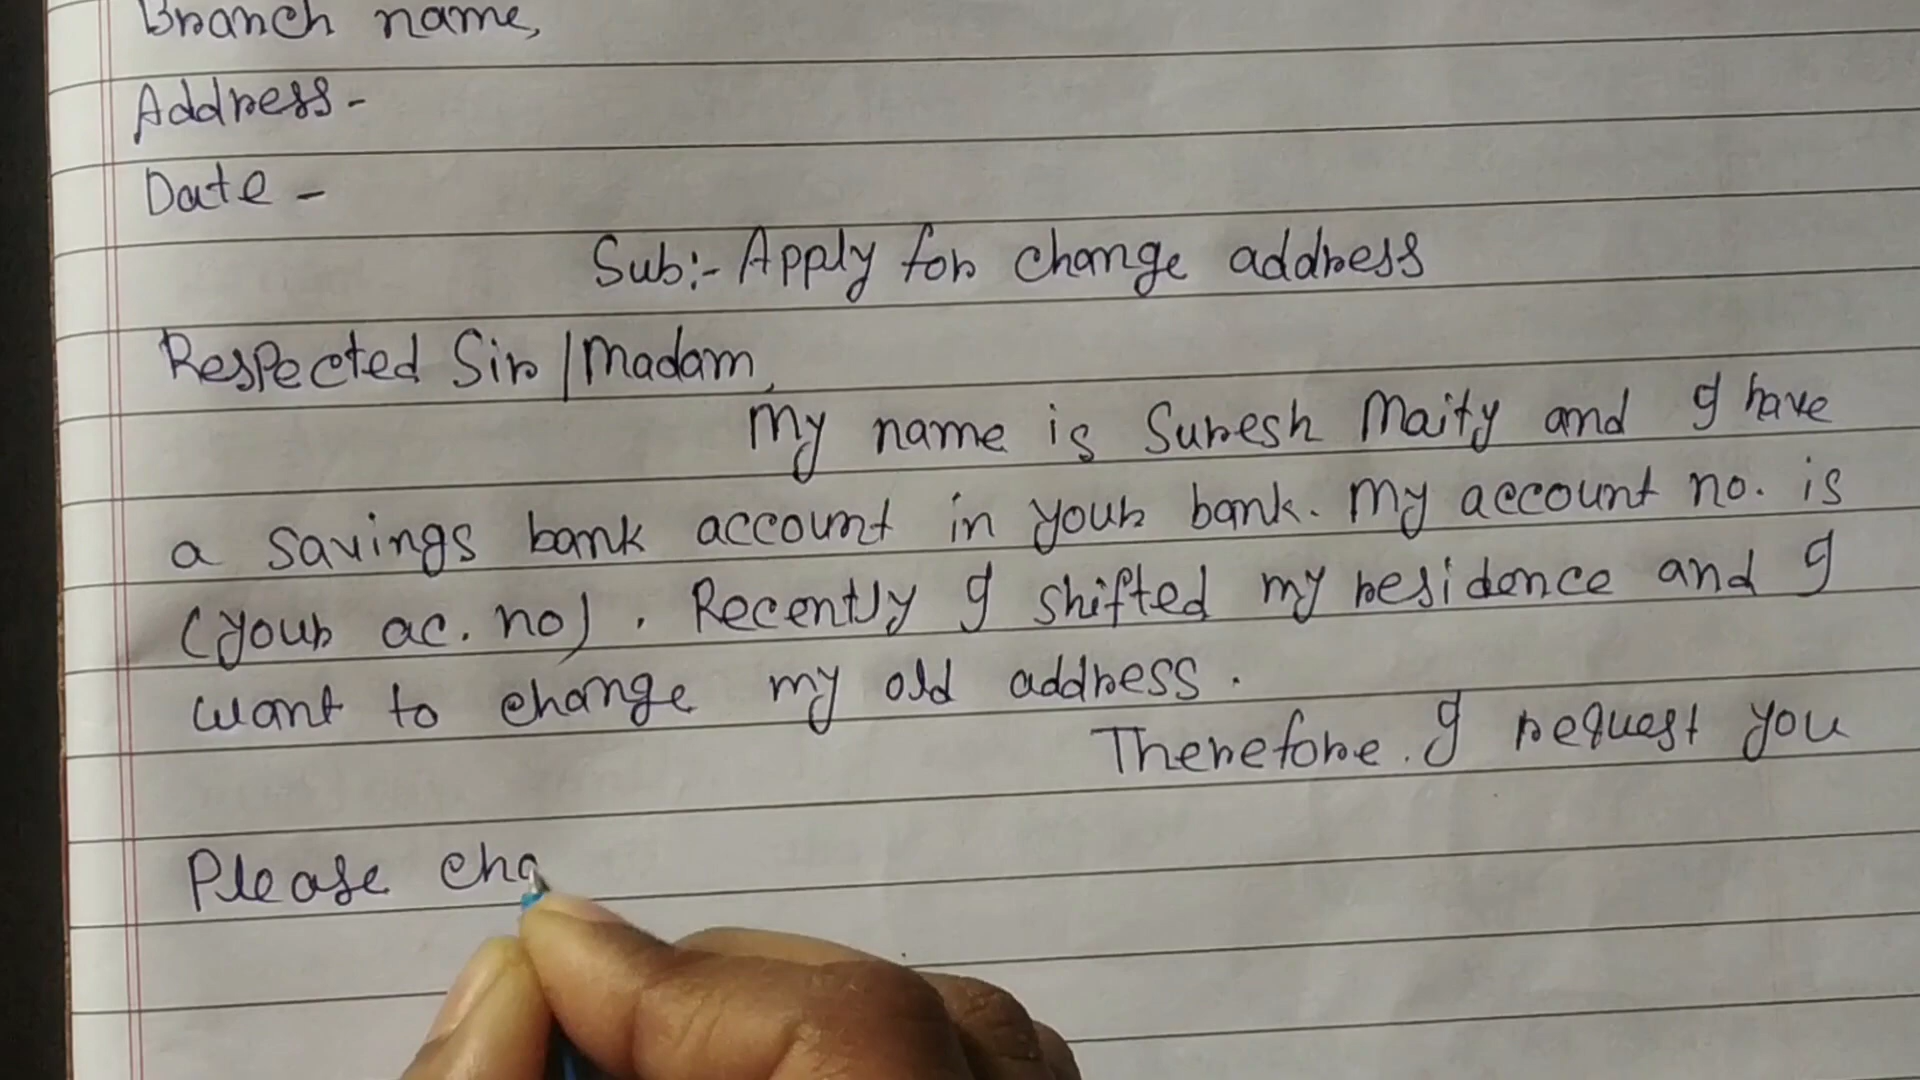 Branch name,
Address-
Date -
Sub:- Apply for change address
Respected Sir/Madam,
My name is Suresh Maity and I have
a savings bank account in your bank. My account no. is
(your ac. no). Recently I shifted my residence and I
want to change my old address.
Therefore. I request you
Please cha